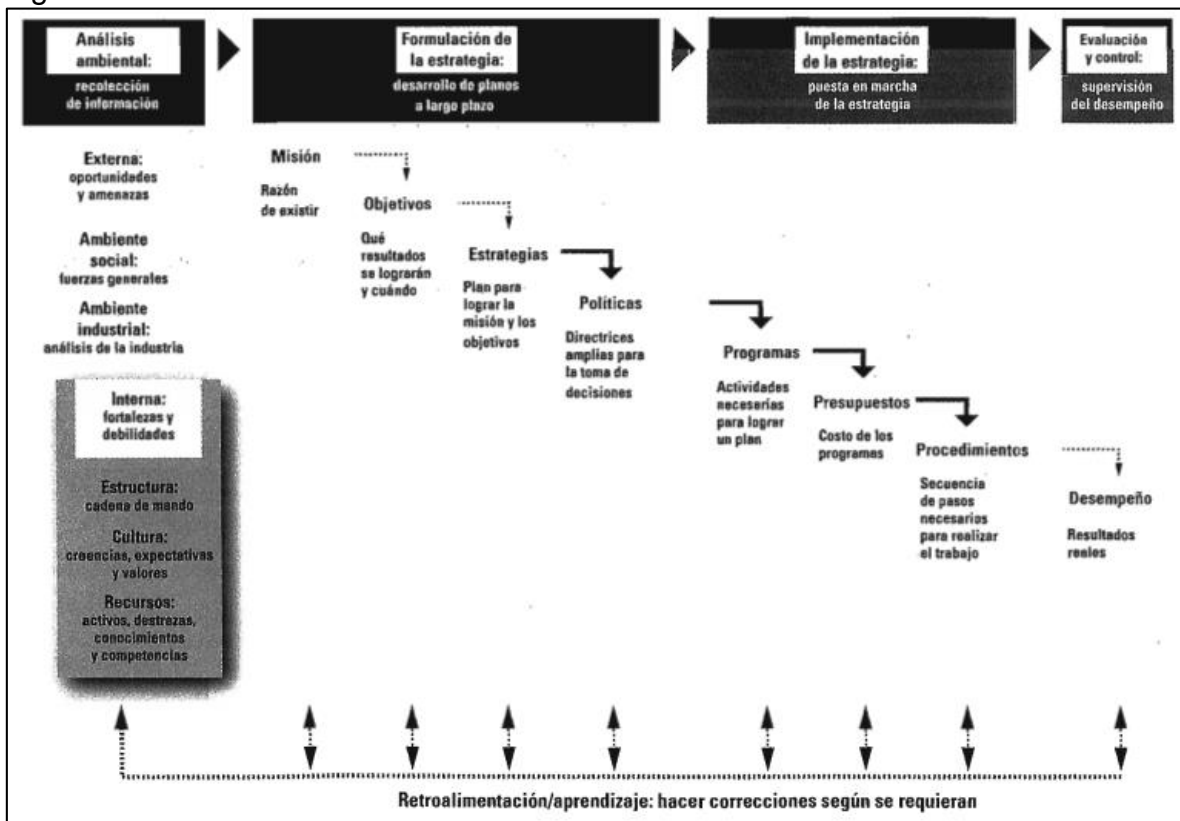 Análisis
ambiental:
recolección
de información
Formulación de
la estrategia:
desarrollo de planos
a largo plazo
Implementación
de la estrategia:
puesta en marcha
de la estrategia
Evaluación
y control:
supervisión
del desempeño
Externa:
oportunidades
y amenazas
Ambiente
social:
fuerzas generales
Ambiente
industrial:
análisis de la industria
Interna:
fortalezas y
debilidades
Estructura:
cadena de mando
Cultura:
creencias, expectativas
y valores
Recursos:
activos, destrezas,
conocimientos
y competencias
Misión
Razón
de existir
Objetivos
Qué
resultados
se lograrán
y cuándo
Estrategias
Plan para
lograr la
misión y los
objetivos
Políticas
Directrices
amplias para
la toma de
decisiones
Programas
Actividades
necesarias
para lograr
un plan
Presupuestos
Costo de los
programas
Procedimientos
Secuencia
de pasos
necesarios
para realizar
el trabajo
Desempeño
Resultados
reales
Retroalimentación/aprendizaje: hacer correcciones según se requieran